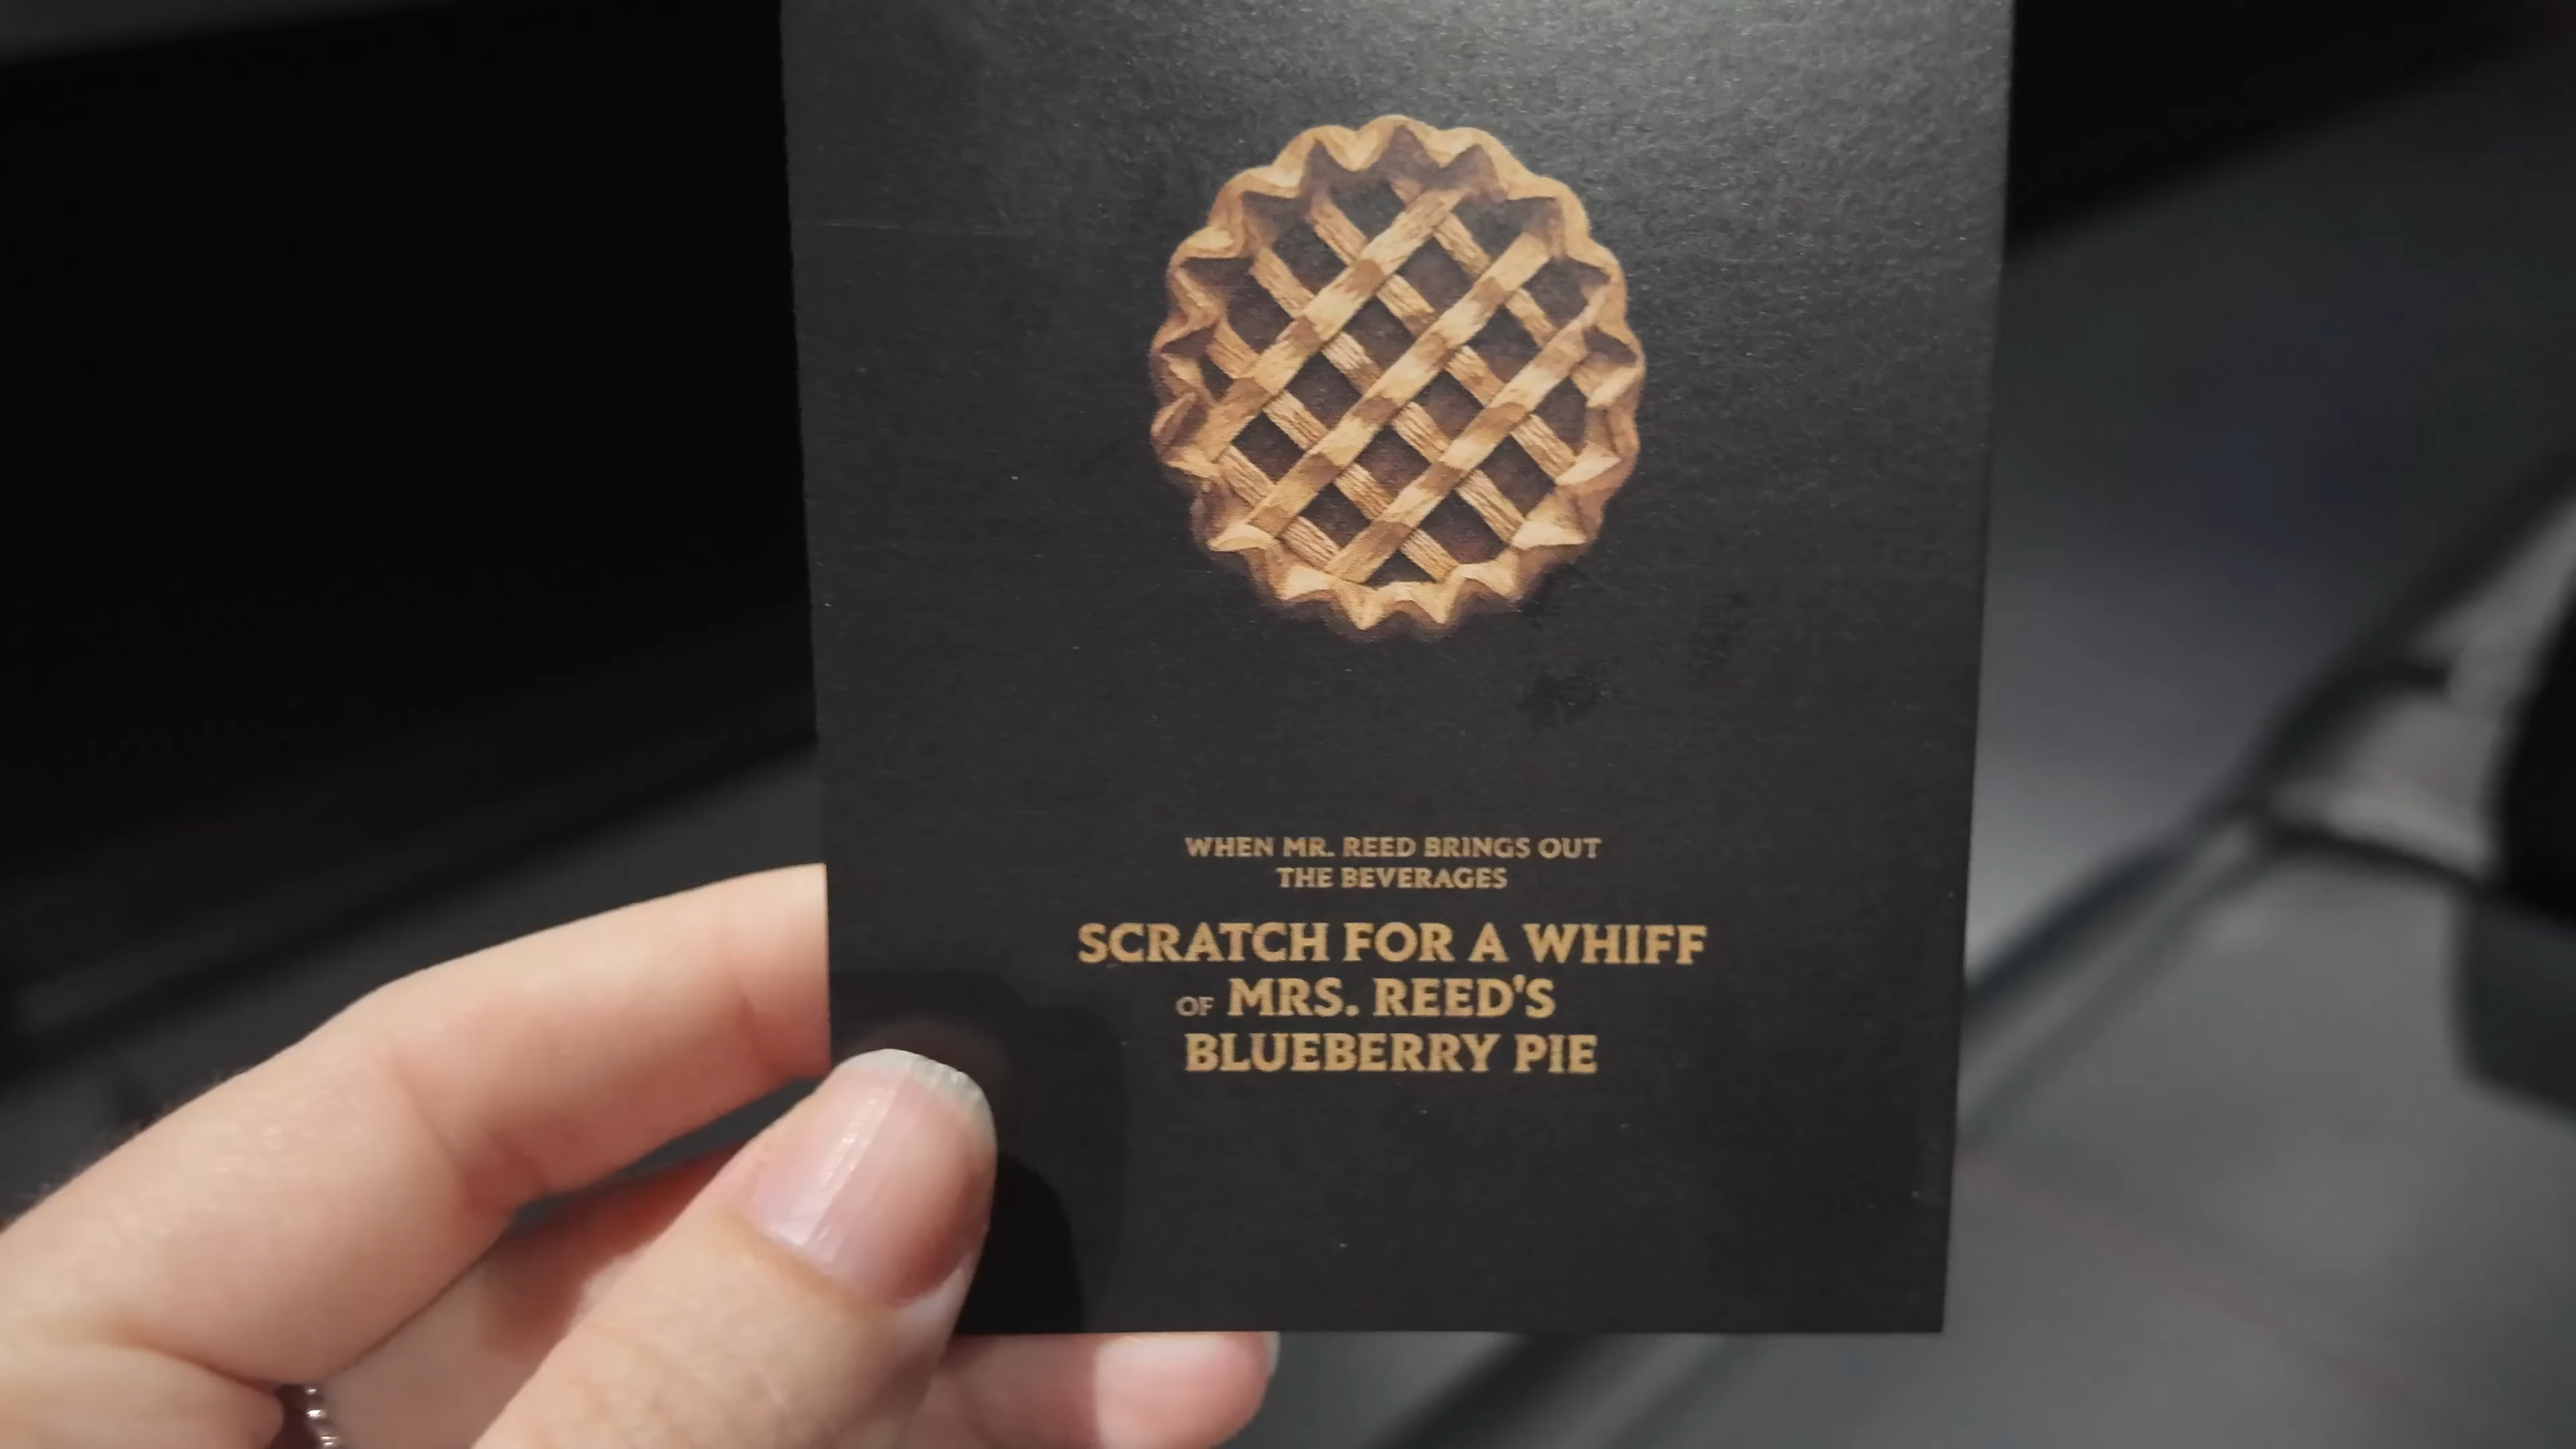 WHEN MR. REED BRINGS OUT
THE BEVERAGES
SCRATCH FOR A WHIFF
OF MRS. REED'S
BLUEBERRY PIE